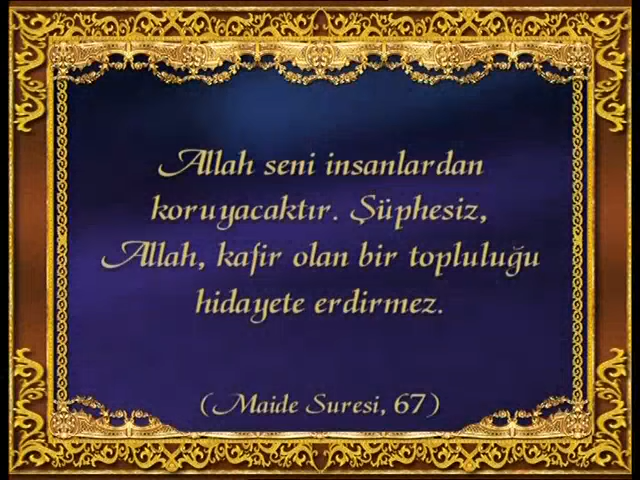 Allah seni insanlardan
koruyacaktır. Şüphesiz,
Allah, kafir olan bir topluluğu
hidayete erdirmez.
(Maide Suresi, 67)